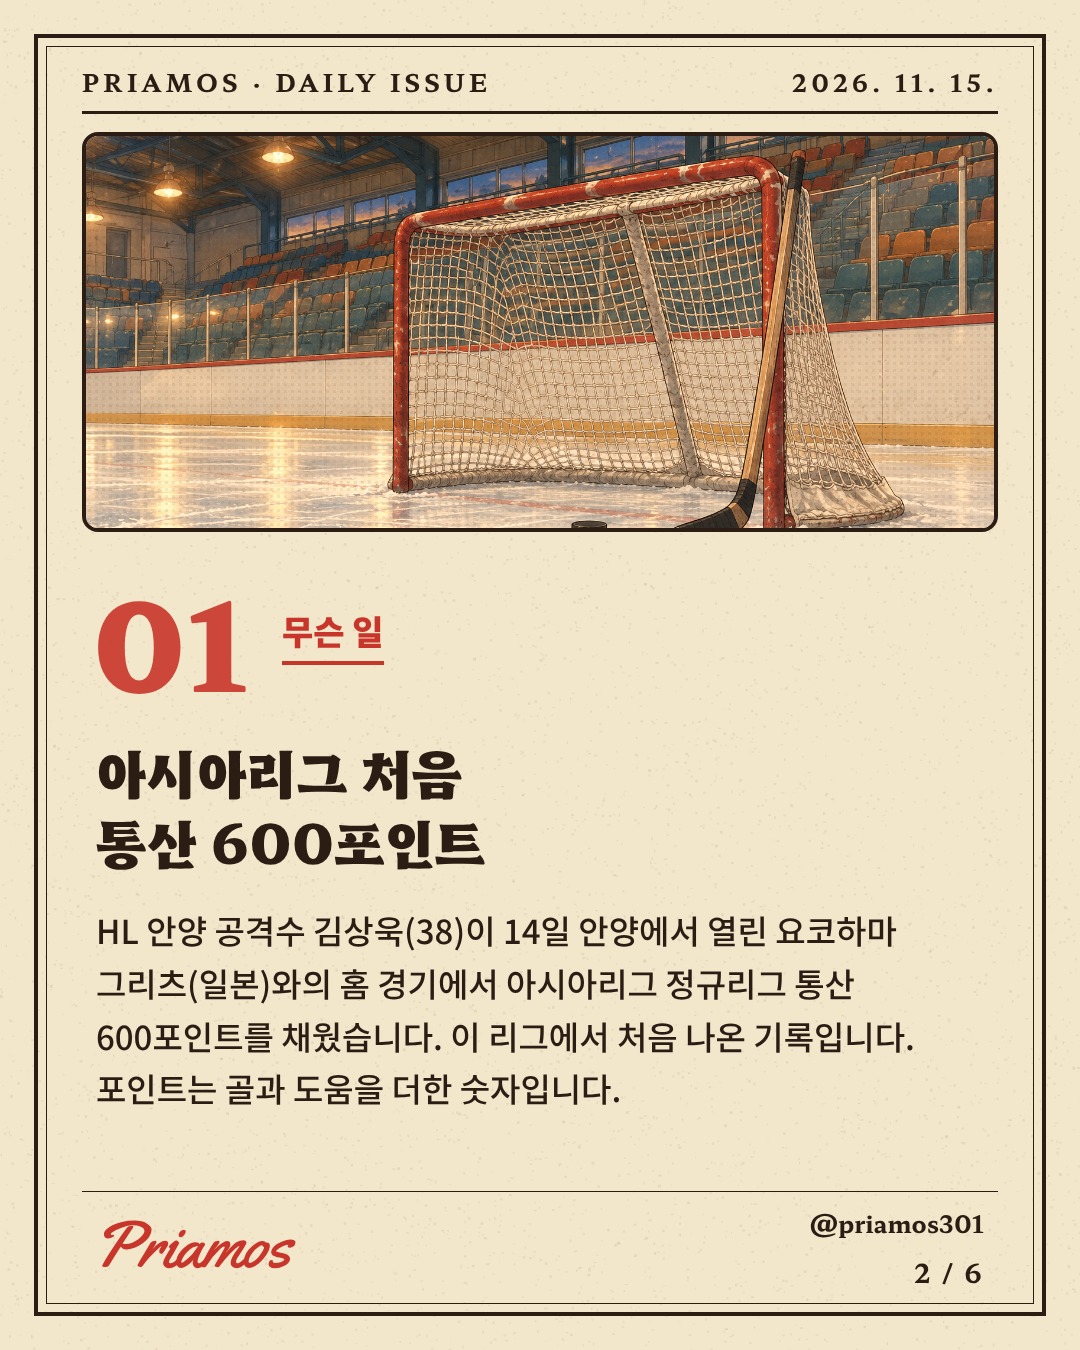 PRIAMOS · DAILY ISSUE
2026. 11. 15.
01
무슨 일
아시아리그 처음
통산 600포인트
HL 안양 공격수 김상욱(38)이 14일 안양에서 열린 요코하마
그리츠(일본)와의 홈 경기에서 아시아리그 정규리그 통산
600포인트를 채웠습니다. 이 리그에서 처음 나온 기록입니다.
포인트는 골과 도움을 더한 숫자입니다.
Priamos
@priamos301
2 / 6